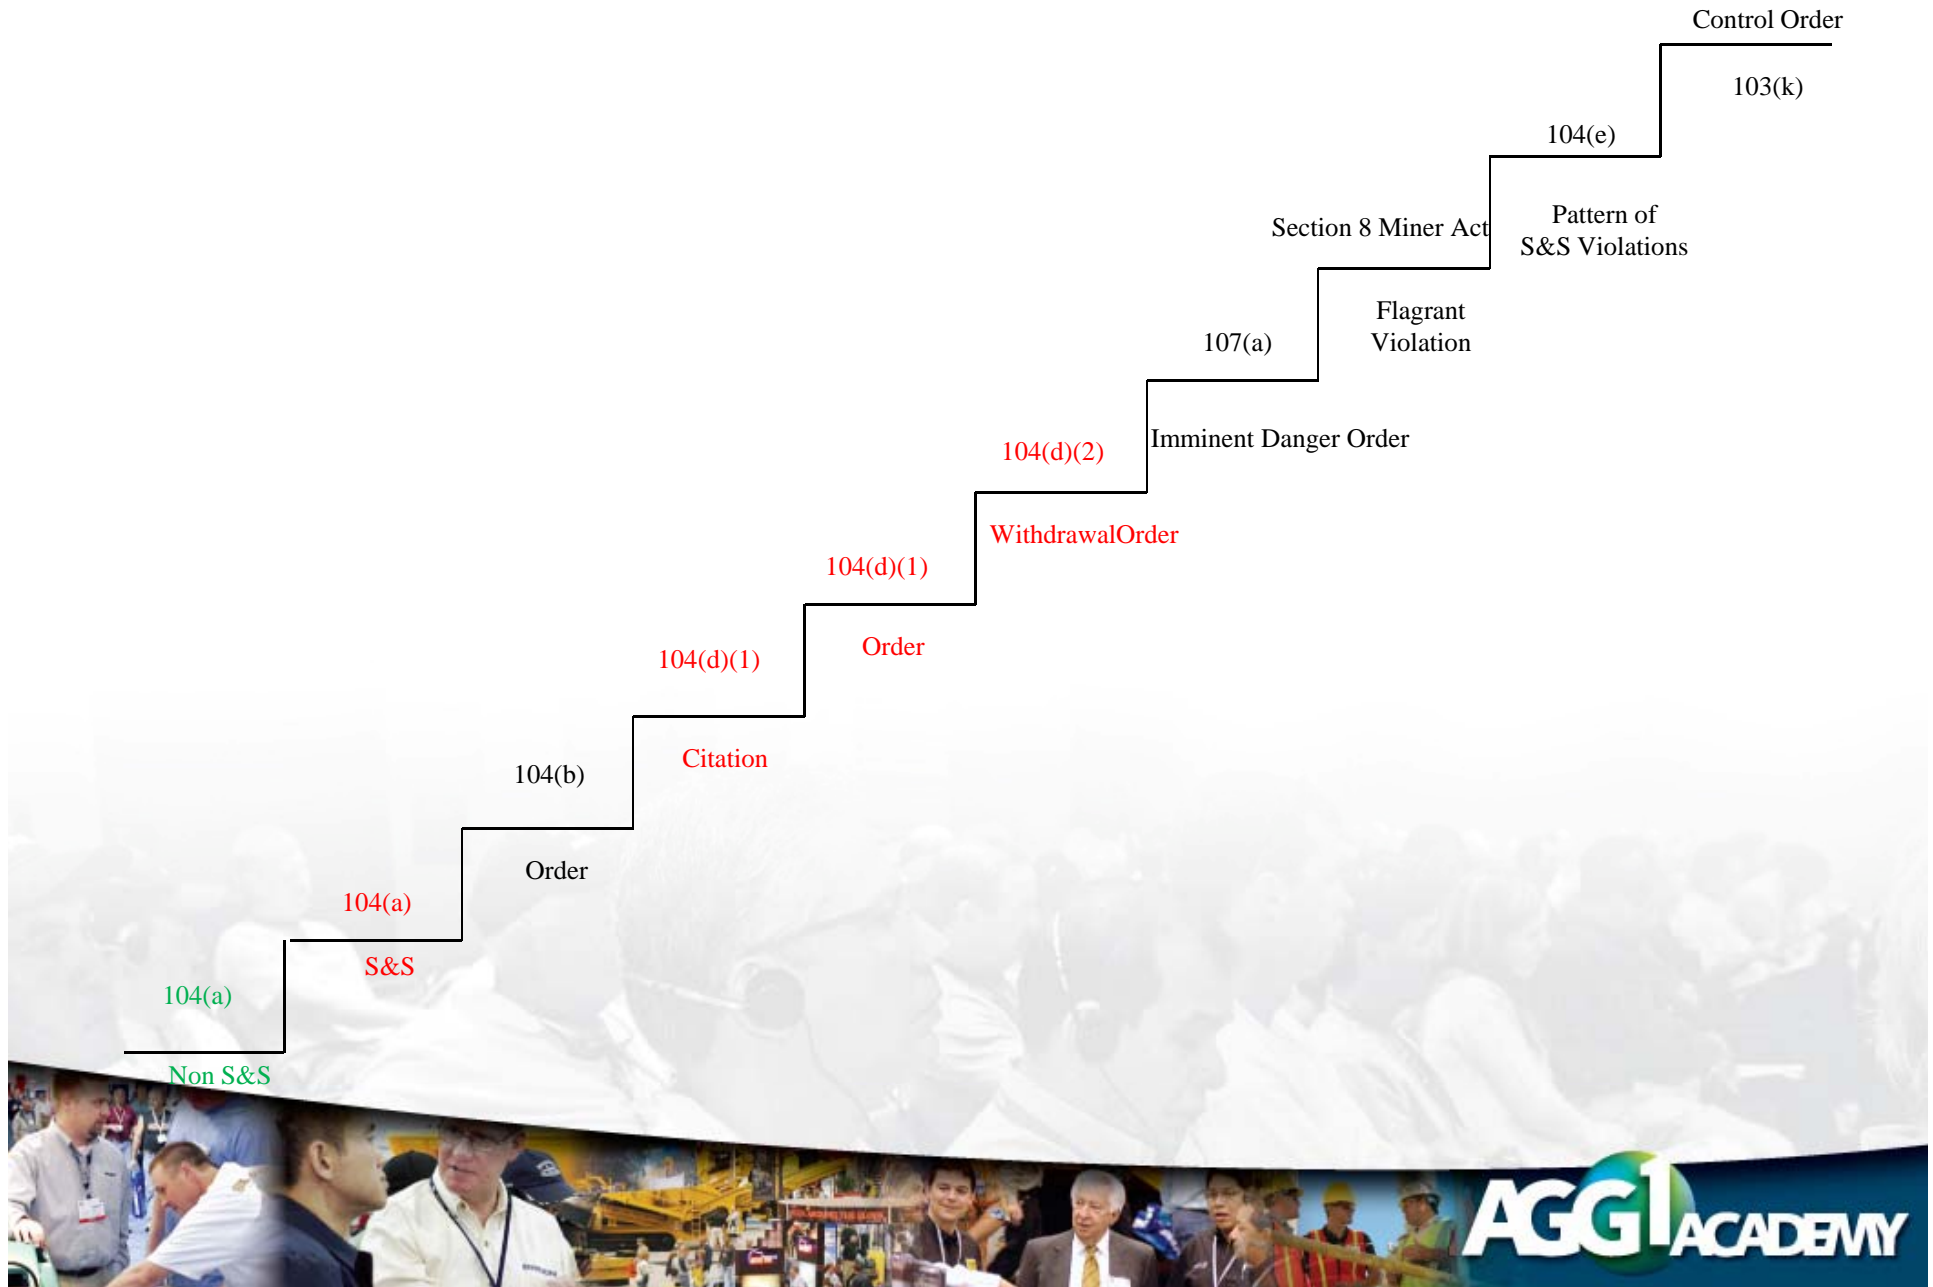 Control Order
103(k)
104(e)
Pattern of
S&S Violations
Section 8 Miner Act
Flagrant
Violation
107(a)
Imminent Danger Order
104(d)(2)
WithdrawalOrder
104(d)(1)
Order
104(d)(1)
Citation
104(b)
Order
104(a)
S&S
104(a)
Non S&S
AGG1 ACADEMY